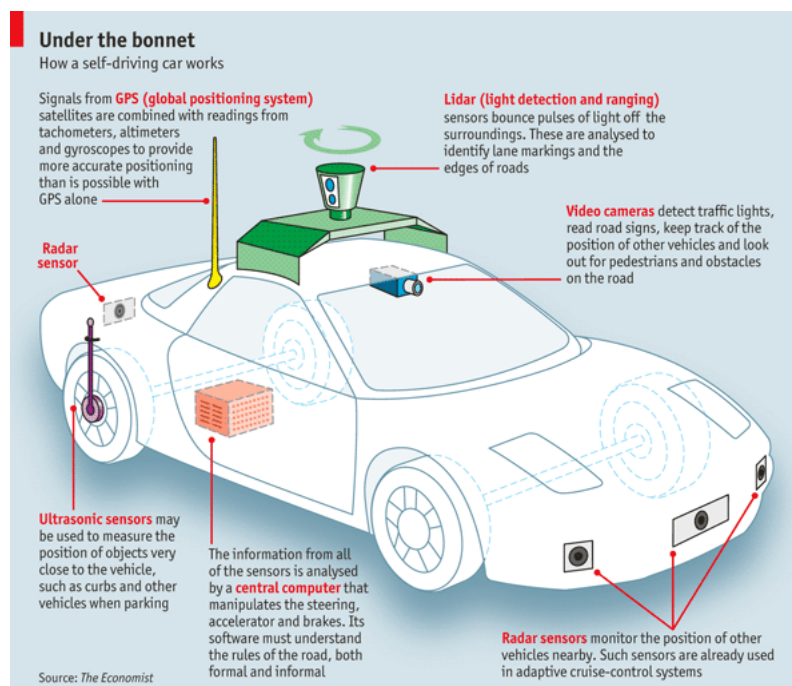 Under the bonnet
How a self-driving car works
Signals from GPS (global positioning system)
satellites are combined with readings from
tachometers, altimeters
and gyroscopes to provide
more accurate positioning
than is possible with
GPS alone
Lidar (light detection and ranging)
sensors bounce pulses of light off the
surroundings. These are analysed to
identify lane markings and the
edges of roads
Video cameras detect traffic lights,
read road signs, keep track of the
position of other vehicles and look
out for pedestrians and obstacles
on the road
Radar
sensor
Ultrasonic sensors may
be used to measure the
position of objects very
close to the vehicle,
such as curbs and other
vehicles when parking
The information from all
of the sensors is analysed
by a central computer that
manipulates the steering,
accelerator and brakes. Its
software must understand
the rules of the road, both
formal and informal
Radar sensors monitor the position of other
vehicles nearby. Such sensors are already used
in adaptive cruise-control systems
Source: The Economist